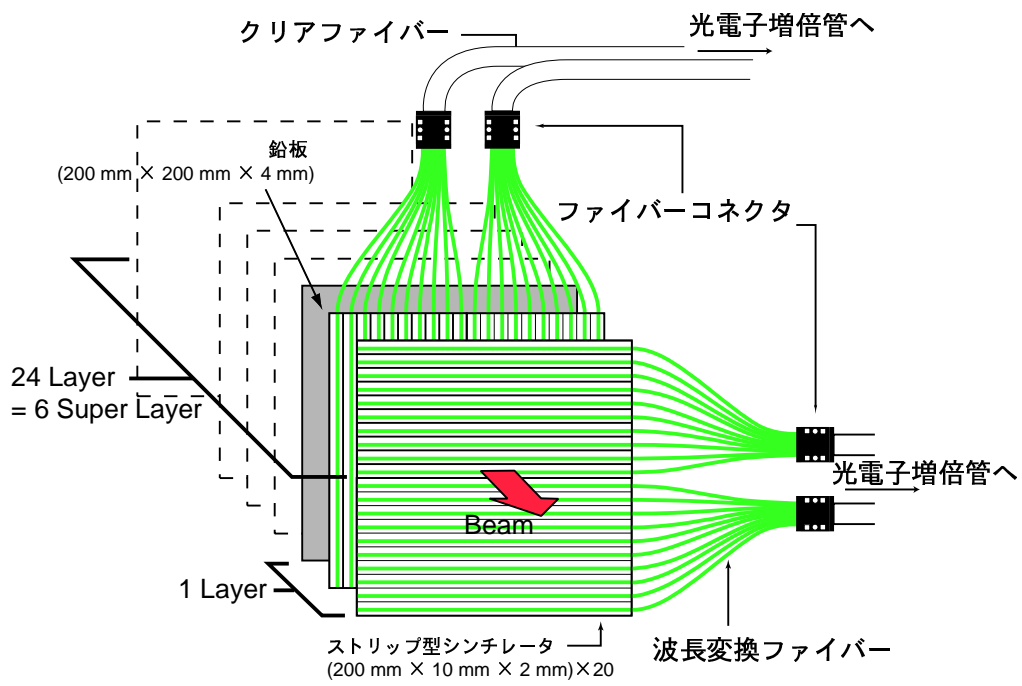 クリアファイバー
光電子増倍管へ
鉛板
(200 mm × 200 mm × 4 mm)
ファイバーコネクタ
24 Layer
= 6 Super Layer
光電子増倍管へ
Beam
1 Layer
ストリップ型シンチレータ
(200 mm × 10 mm × 2 mm)×20
波長変換ファイバー